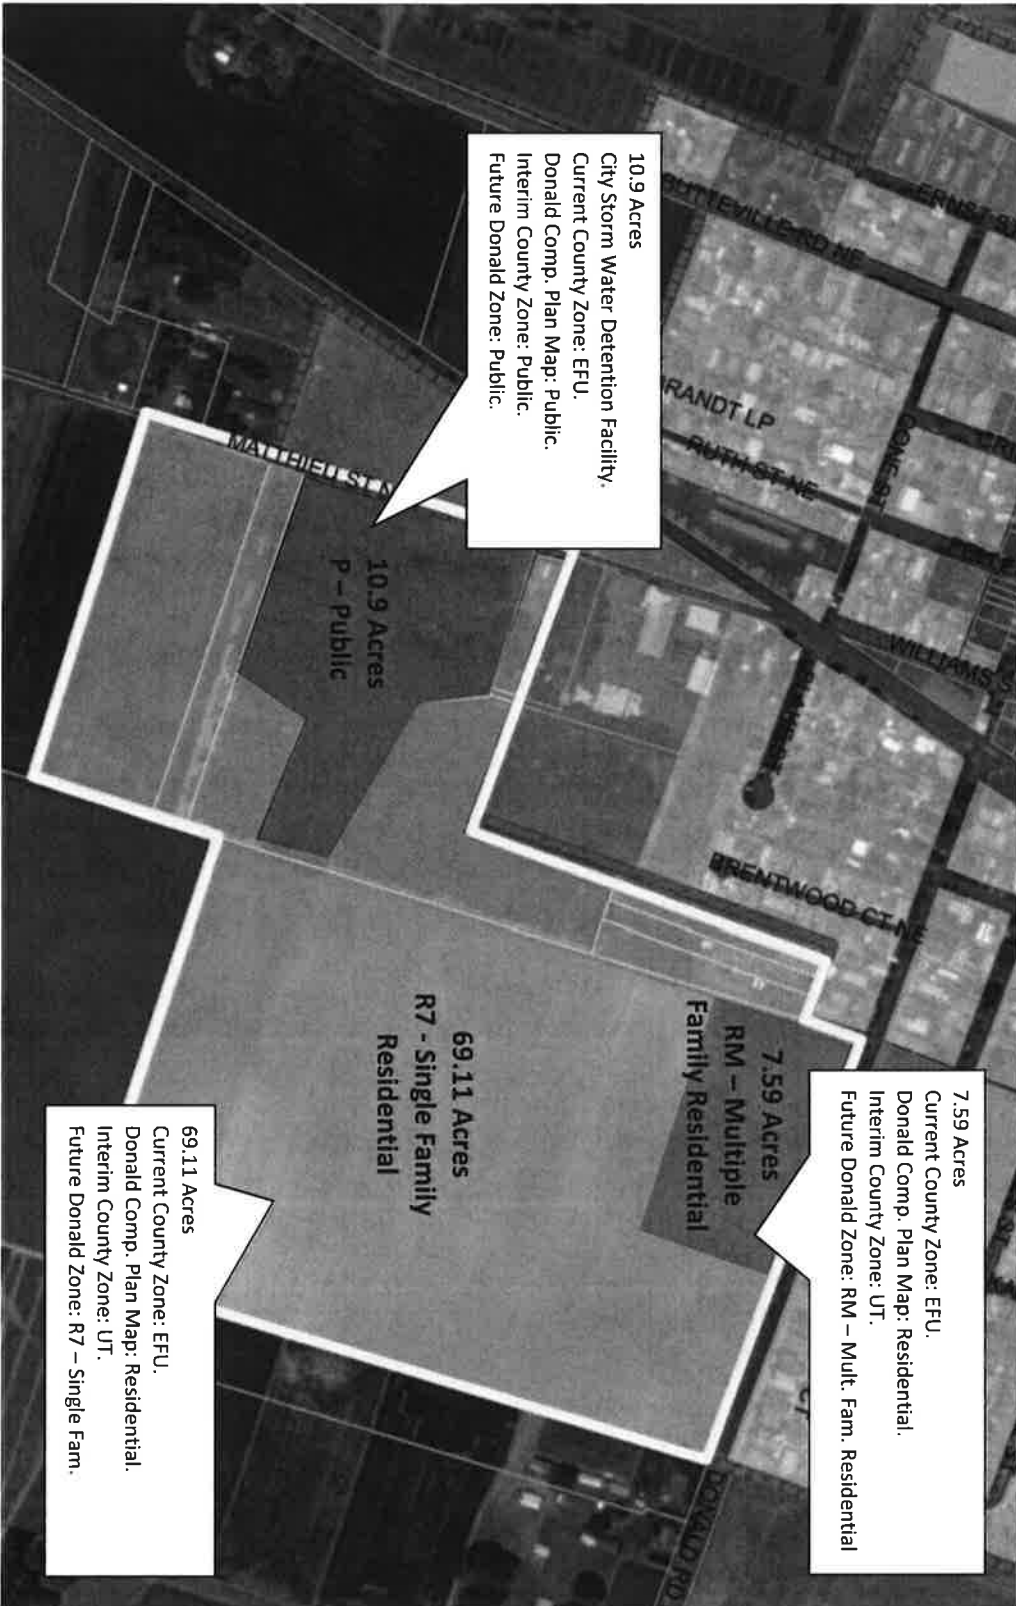 10.9 Acres
City Storm Water Detention Facility.
Current County Zone: EFU.
Donald Comp. Plan Map: Public.
Interim County Zone: Public.
Future Donald Zone: Public.
7.59 Acres
Current County Zone: EFU.
Donald Comp. Plan Map: Residential.
Interim County Zone: UT.
Future Donald Zone: RM – Mult. Fam. Residential
69.11 Acres
Current County Zone: EFU.
Donald Comp. Plan Map: Residential.
Interim County Zone: UT.
Future Donald Zone: R7 – Single Fam.
10.9 Acres
P – Public
7.59 Acres
RM – Multiple
Family Residential
69.11 Acres
R7 - Single Family
Residential
BUTTEVILLE RD NE
ERNST S
RANDT LP
RUTH ST NE
WILLIAMS S
BRENTWOOD CT N
MATTHIEU ST N
DONALD RD